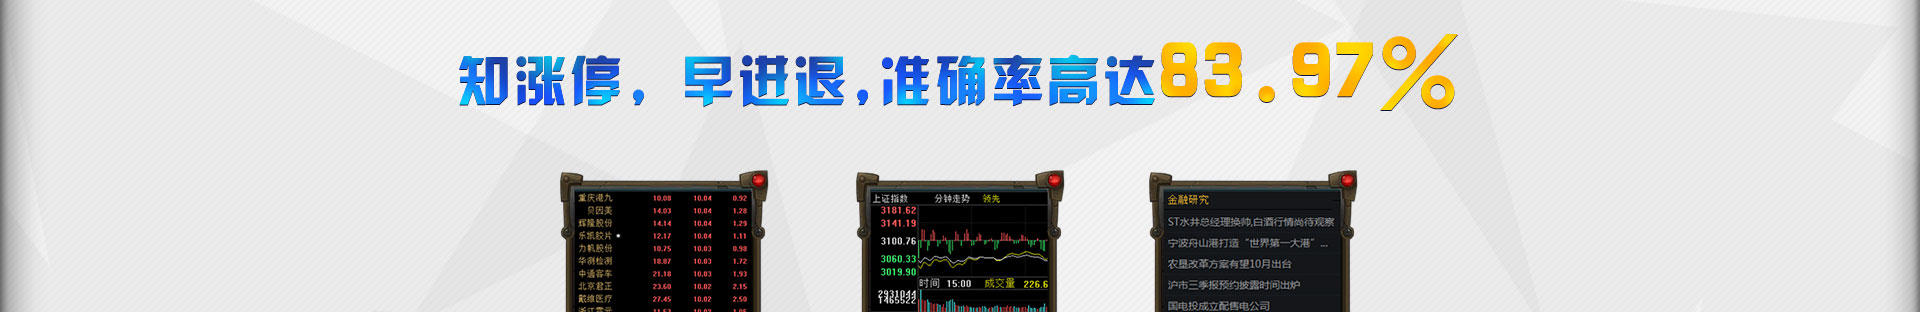 知涨停，早进退,准确率高达83.97%
重庆港九 10.08 10.04 0.92
贝因美 14.03 10.04 1.28
辉隆股份 14.14 10.04 1.29
乐凯胶片 12.17 10.04 1.11
力帆股份 10.75 10.03 0.98
华测检测 18.87 10.03 1.72
中通客车 21.18 10.03 1.93
北京君正 23.60 10.02 2.15
戴维医疗 27.45 10.02 2.50
上证指数 分钟走势 领先
3181.62
3141.19
3100.76
3060.33
3019.90
时间 15:00 成交量 226.6
2931044
1465522
金融研究
ST水井总经理换帅,白酒行情尚待观察
宁波舟山港打造“世界第一大港”...
农垦改革方案有望10月出台
沪市三季报预约披露时间出炉
国电投成立配售电公司